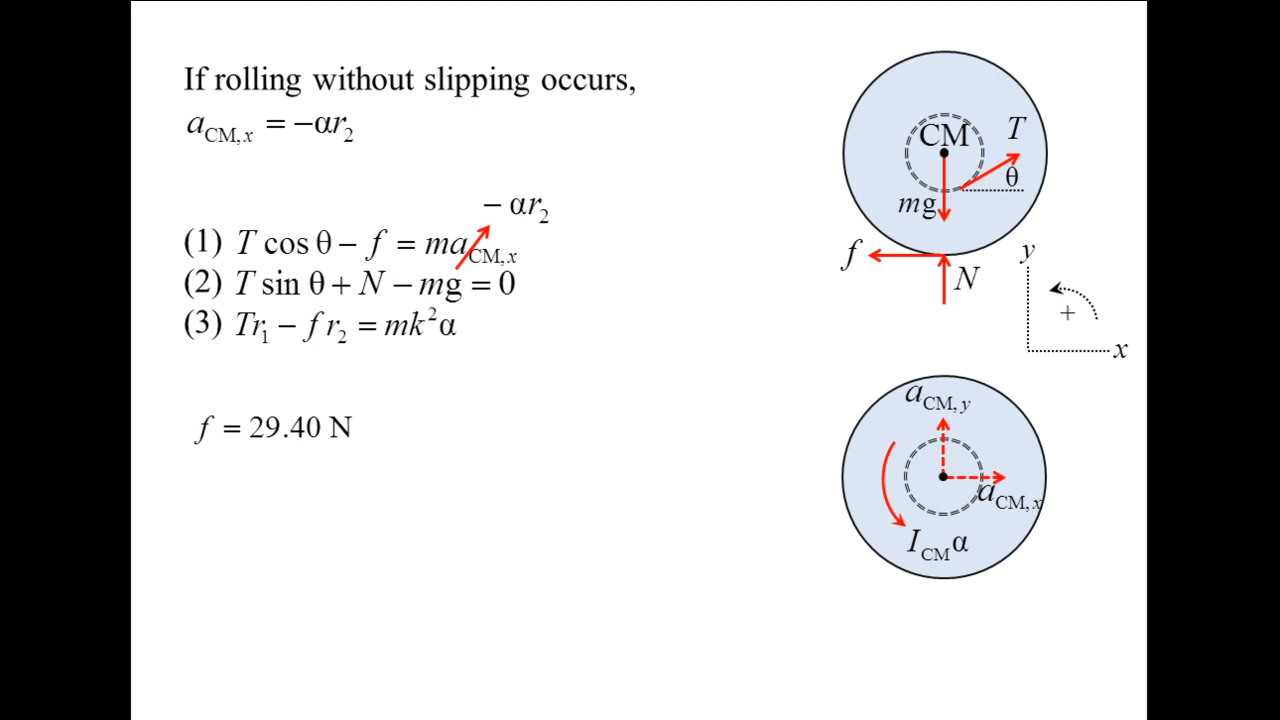 If rolling without slipping occurs,
a_CM,x = −αr₂
− αr₂
(1) T cos θ − f = ma_CM,x
(2) T sin θ + N − mg = 0
(3) Tr₁ − f r₂ = mk²α
f = 29.40 N
CM
T
θ
mg
f
N
y
+
x
a_CM,y
a_CM,x
I_CM α